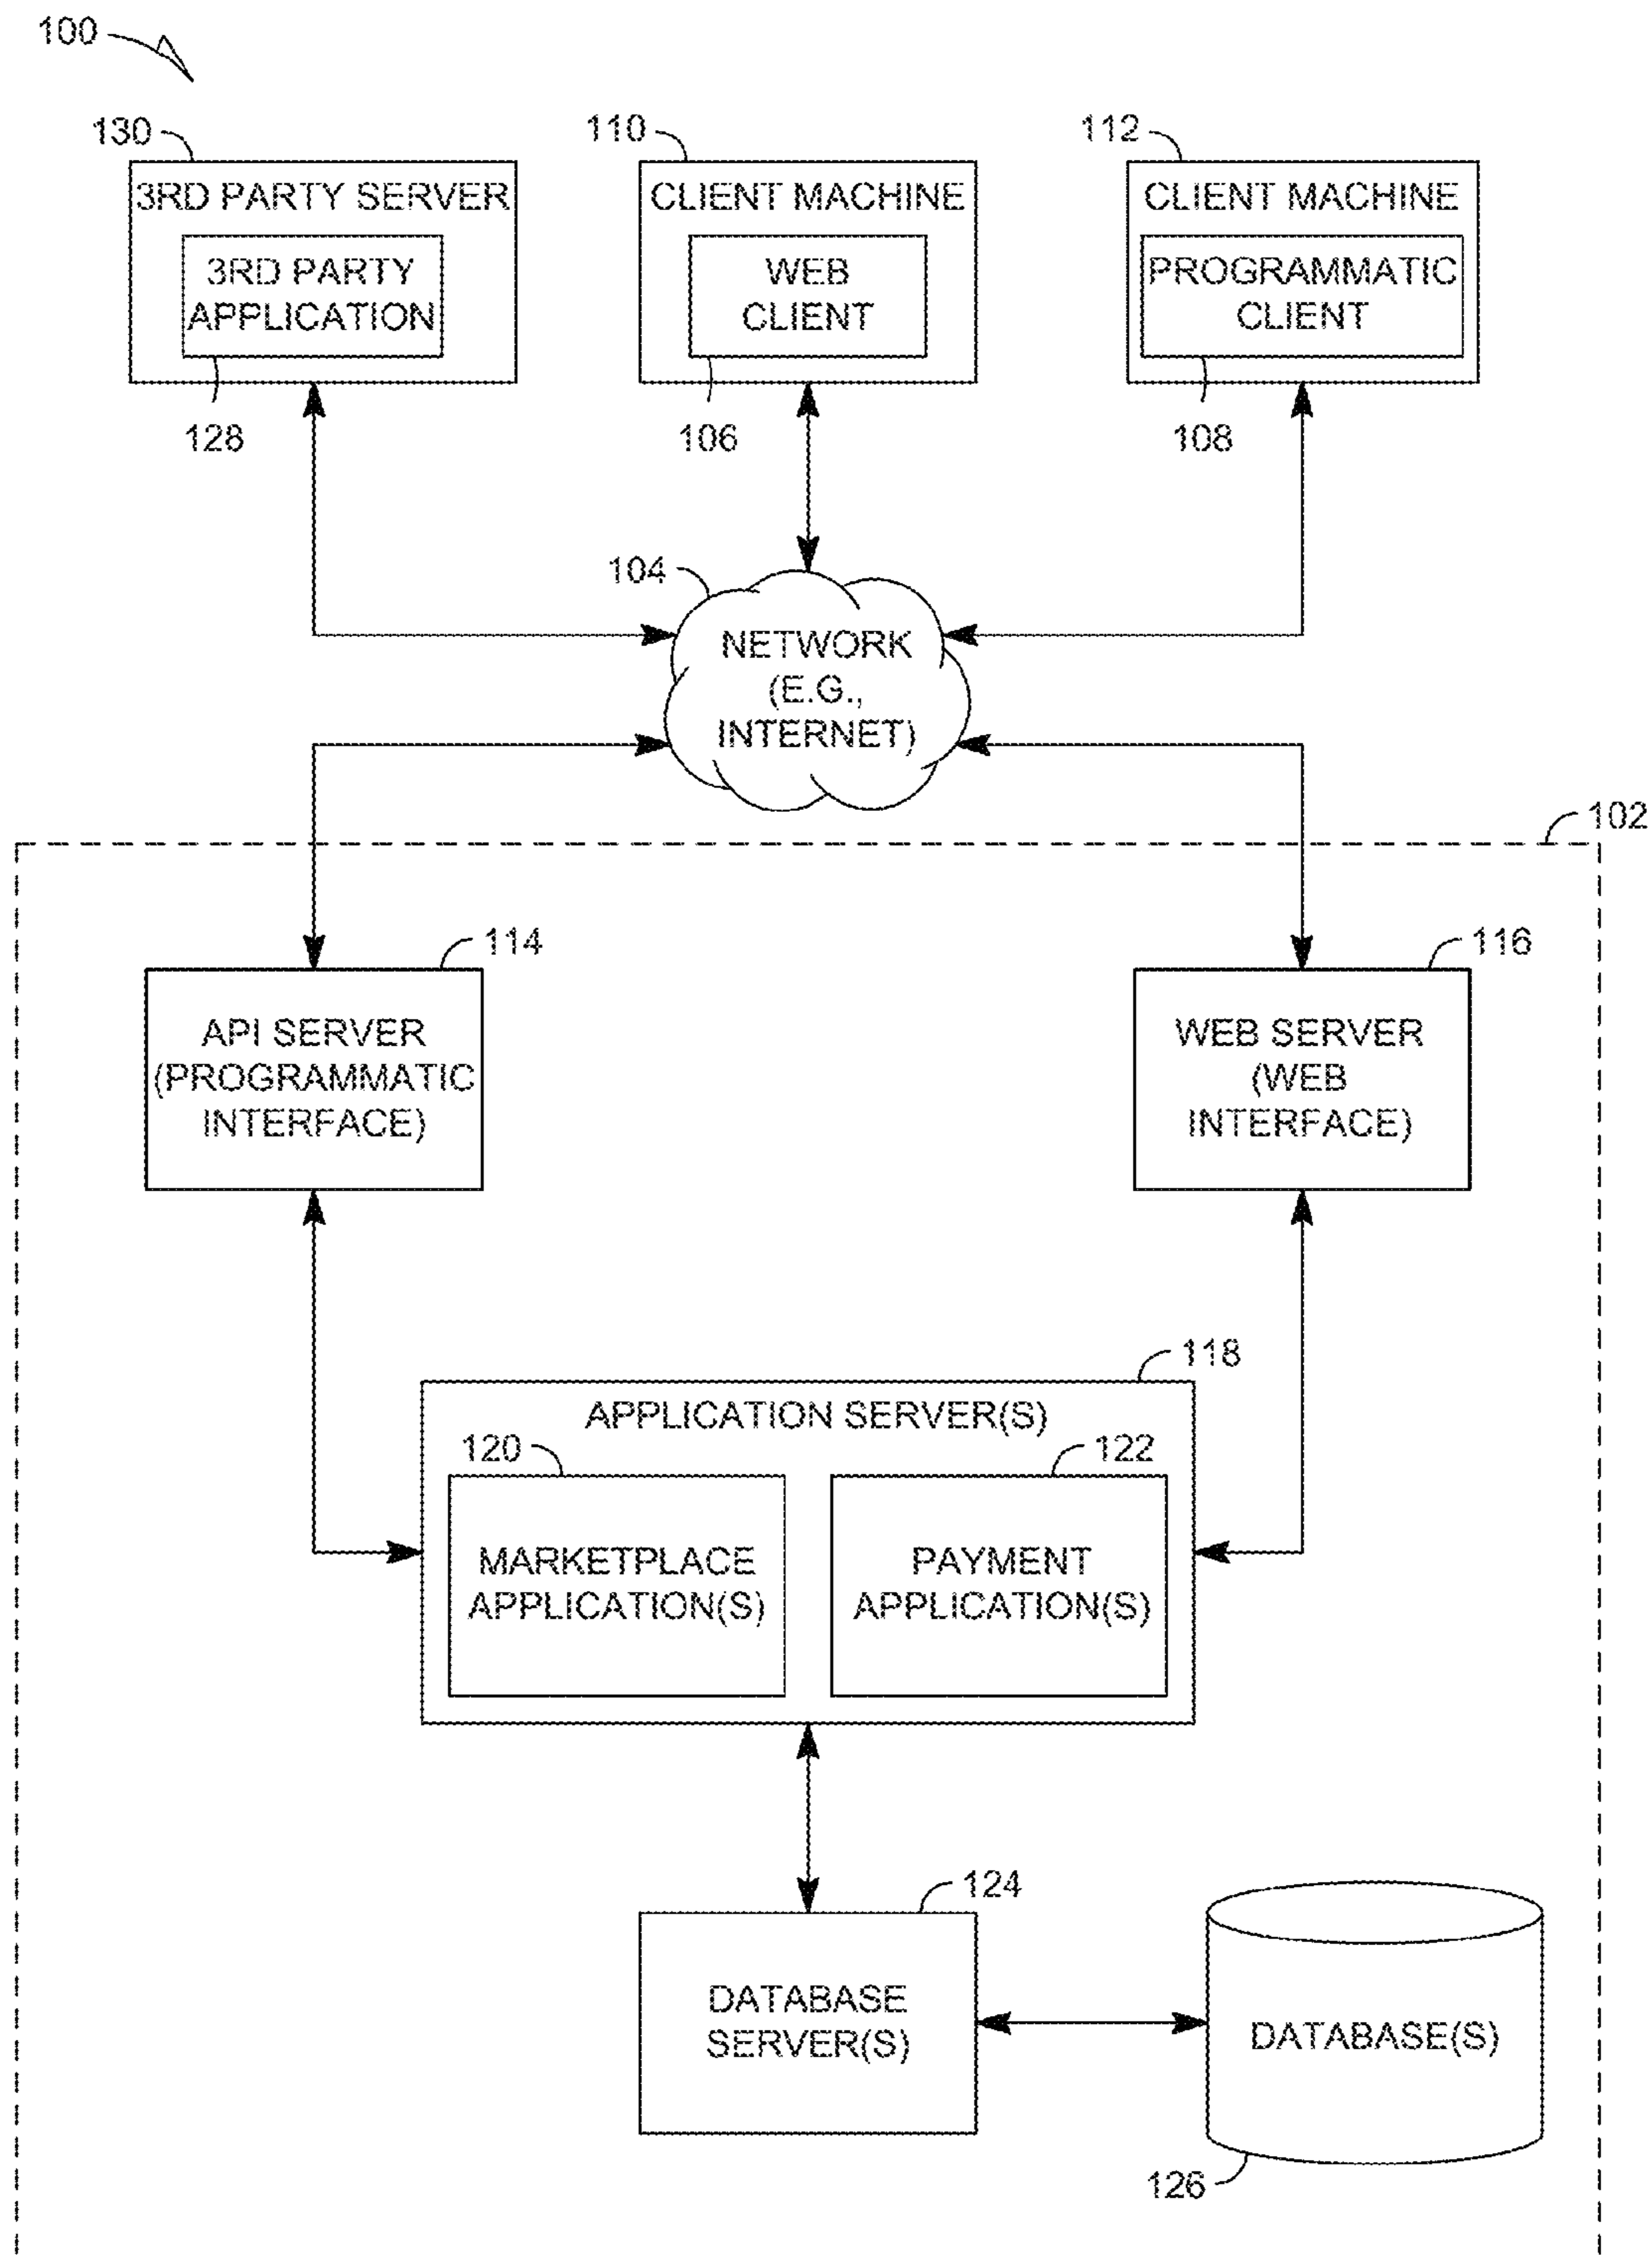 100
130
110
112
3RD PARTY SERVER
CLIENT MACHINE
CLIENT MACHINE
3RD PARTY
APPLICATION
WEB
CLIENT
PROGRAMMATIC
CLIENT
128
106
108
104
NETWORK
(E.G.,
INTERNET)
102
114
116
API SERVER
(PROGRAMMATIC
INTERFACE)
WEB SERVER
(WEB
INTERFACE)
118
APPLICATION SERVER(S)
120
122
MARKETPLACE
APPLICATION(S)
PAYMENT
APPLICATION(S)
124
DATABASE
SERVER(S)
DATABASE(S)
126